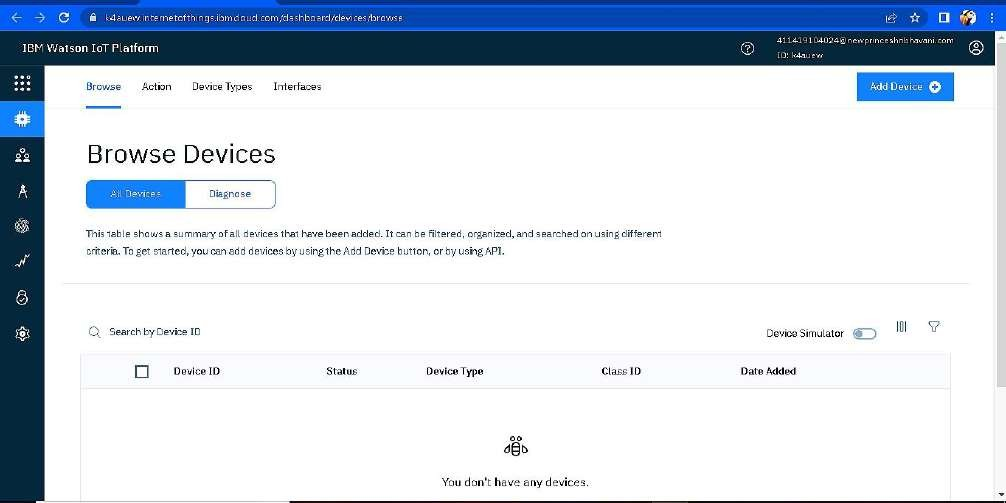 k4auew.internetofthings.ibmcloud.com/dashboard/devices/browse
IBM Watson IoT Platform
411419104024@newprinceshribhavani.com
ID: k4auew
Browse Action Device Types Interfaces
Add Device
Browse Devices
All Devices Diagnose
This table shows a summary of all devices that have been added. It can be filtered, organized, and searched on using different
criteria. To get started, you can add devices by using the Add Device button, or by using API.
Search by Device ID
Device Simulator
Device ID Status Device Type Class ID Date Added
You don't have any devices.